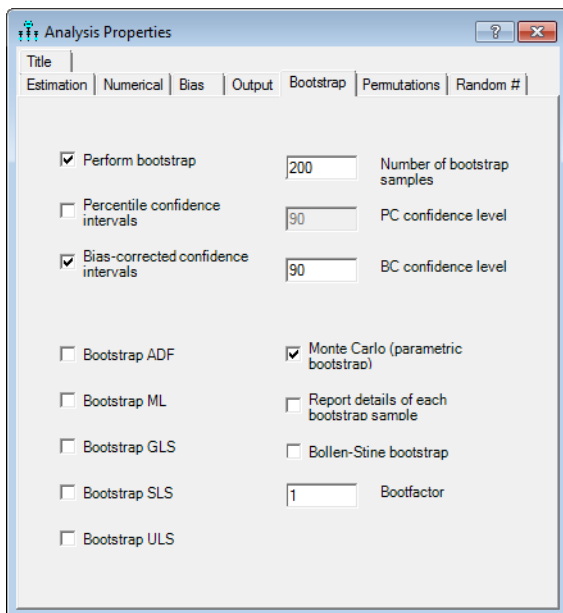 Analysis Properties
?
Title
Estimation
Numerical
Bias
Output
Bootstrap
Permutations
Random #
Perform bootstrap
200
Number of bootstrap
samples
Percentile confidence
intervals
90
PC confidence level
Bias-corrected confidence
intervals
90
BC confidence level
Bootstrap ADF
Monte Carlo (parametric
bootstrap)
Bootstrap ML
Report details of each
bootstrap sample
Bootstrap GLS
Bollen-Stine bootstrap
Bootstrap SLS
1
Bootfactor
Bootstrap ULS